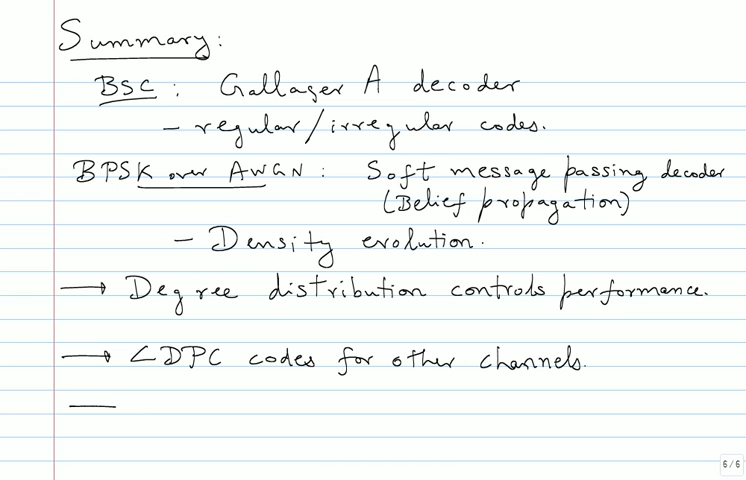 Summary:
BSC : Gallager A decoder
- regular/irregular codes.
BPSK over AWGN : Soft message passing decoder
(Belief propagation)
- Density evolution.
→ Degree distribution controls performance.
→ LDPC codes for other channels.
—
6/6